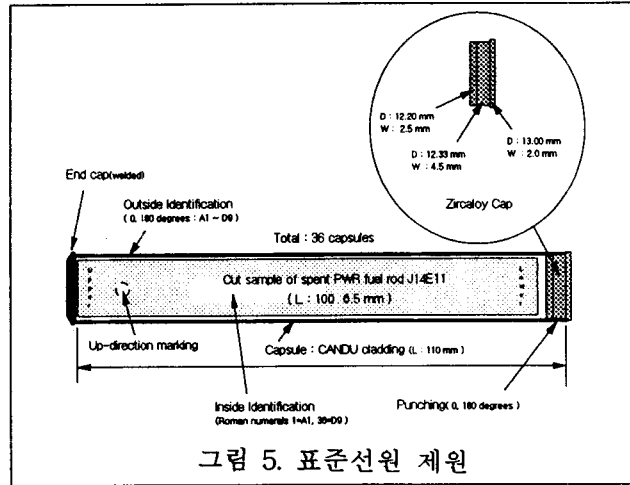 D : 12.20 mm
W : 2.5 mm
D : 13.00 mm
W : 2.0 mm
D : 12.33 mm
W : 4.5 mm
Zircaloy Cap
End cap(welded)
Outside Identification
( 0, 180 degrees : A1 ~ D9 )
Total : 36 capsules
Cut sample of spent PWR fuel rod J14E11
( L : 100 6.5 mm )
Up-direction marking
Capsule : CANDU cladding (L : 110 mm )
Inside Identification
(Roman numerals 1=A1, 36=D9 )
Punching( 0, 180 degrees )
그림 5. 표준선원 제원